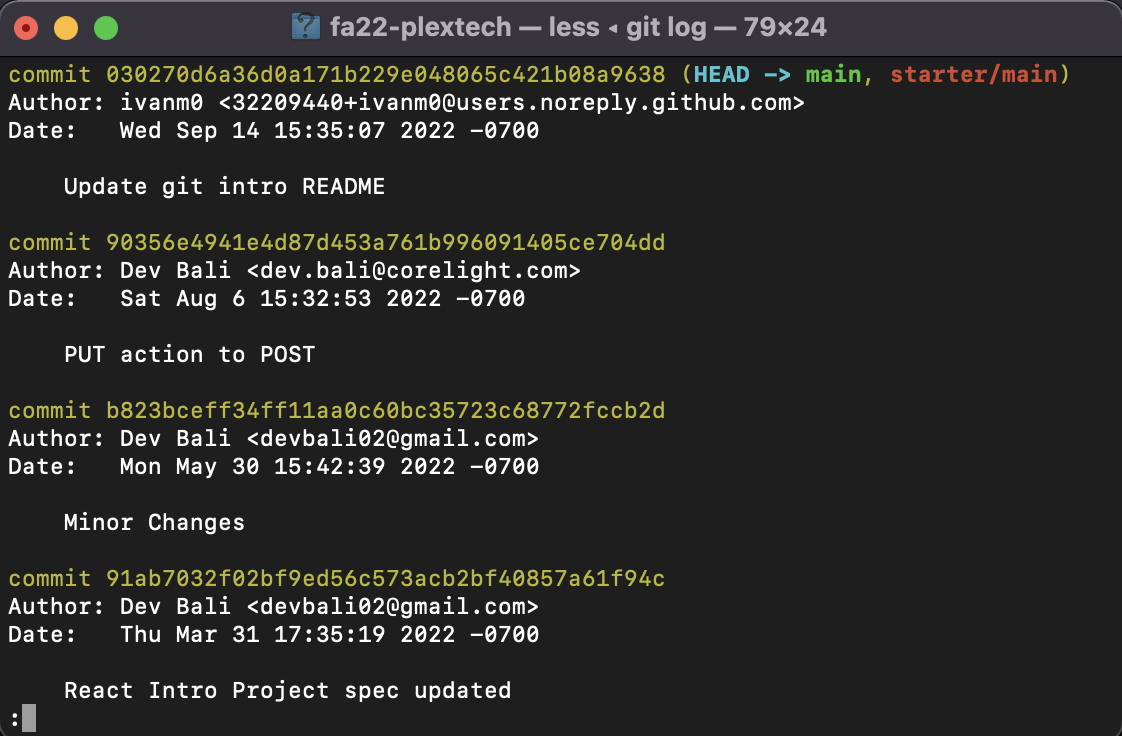 fa22-plextech — less ◂ git log — 79×24
commit 030270d6a36d0a171b229e048065c421b08a9638 (HEAD -> main, starter/main)
Author: ivanm0 <32209440+ivanm0@users.noreply.github.com>
Date:   Wed Sep 14 15:35:07 2022 -0700
    Update git intro README
commit 90356e4941e4d87d453a761b996091405ce704dd
Author: Dev Bali <dev.bali@corelight.com>
Date:   Sat Aug 6 15:32:53 2022 -0700
    PUT action to POST
commit b823bceff34ff11aa0c60bc35723c68772fccb2d
Author: Dev Bali <devbali02@gmail.com>
Date:   Mon May 30 15:42:39 2022 -0700
    Minor Changes
commit 91ab7032f02bf9ed56c573acb2bf40857a61f94c
Author: Dev Bali <devbali02@gmail.com>
Date:   Thu Mar 31 17:35:19 2022 -0700
    React Intro Project spec updated
: